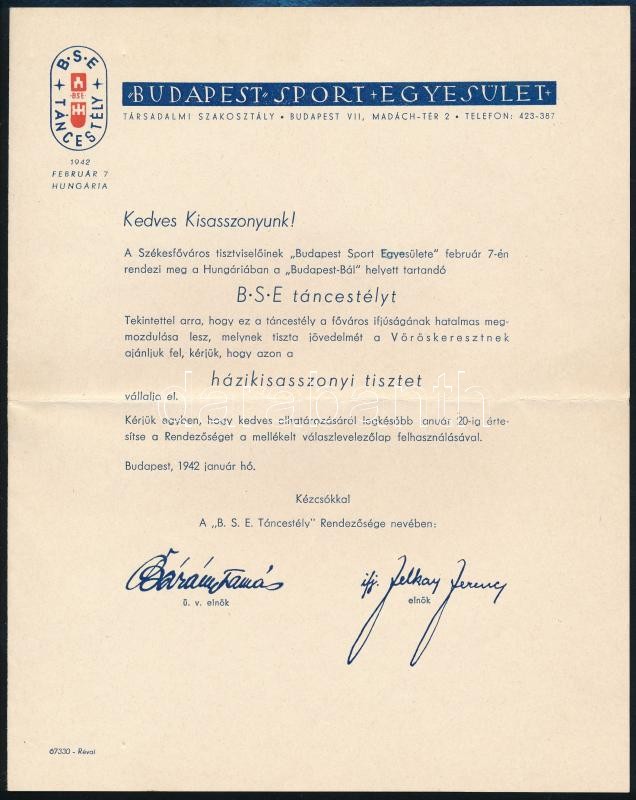 B·S·E
BSE
TÁNCESTÉLY
1942
FEBRUÁR 7
HUNGÁRIA
„BUDAPEST” SPORT EGYESÜLET
TÁRSADALMI SZAKOSZTÁLY • BUDAPEST VII, MADÁCH-TÉR 2 • TELEFON: 423-387
Kedves Kisasszonyunk!
A Székesfőváros tisztviselőinek „Budapest Sport Egyesülete” február 7-én
rendezi meg a Hungáriában a „Budapest-Bál” helyett tartandó
B·S·E táncestélyt
Tekintettel arra, hogy ez a táncestély a főváros ifjúságának hatalmas meg-
mozdulása lesz, melynek tiszta jövedelmét a Vöröskeresztnek
ajánljuk fel, kérjük, hogy azon a
házikisasszonyi tisztet
vállalja el.
Kérjük egyben, hogy kedves elhatározásáról legkésőbb január 20-ig érte-
sítse a Rendezőséget a mellékelt válaszlevelezőlap felhasználásával.
Budapest, 1942 január hó.
Kézcsókkal
A „B. S. E. Táncestély” Rendezősége nevében:
Bárány Tamás ifj. Jelkay Ferenc
ü. v. elnök elnök
67330 - Révai
darabanth